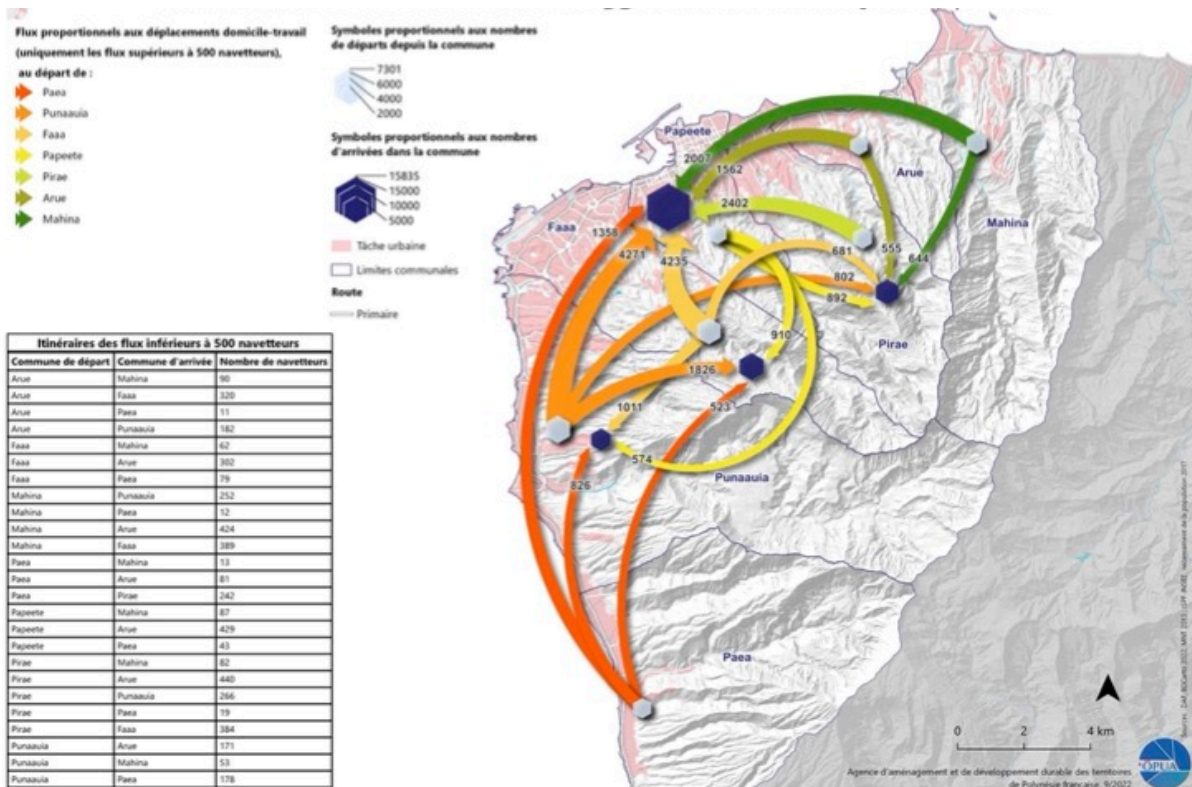 Flux proportionnels aux déplacements domicile-travail
(uniquement les flux supérieurs à 500 navetteurs),
au départ de :
Paea
Punaauia
Faaa
Papeete
Pirae
Arue
Mahina
Symboles proportionnels aux nombres
de départs depuis la commune
7301
6000
4000
2000
Symboles proportionnels aux nombres
d'arrivées dans la commune
15835
15000
10000
5000
Tâche urbaine
Limites communales
Route
Primaire
Itinéraires des flux inférieurs à 500 navetteurs
Commune de départ Commune d'arrivée Nombre de navetteurs
Arue Mahina 90
Arue Faaa 320
Arue Paea 11
Arue Punaauia 182
Faaa Mahina 62
Faaa Arue 302
Faaa Paea 79
Mahina Punaauia 252
Mahina Paea 12
Mahina Arue 424
Mahina Faaa 389
Paea Mahina 13
Paea Arue 81
Paea Pirae 242
Papeete Mahina 87
Papeete Arue 429
Papeete Paea 43
Pirae Mahina 82
Pirae Arue 440
Pirae Punaauia 266
Pirae Paea 19
Pirae Faaa 384
Punaauia Arue 171
Punaauia Mahina 53
Punaauia Paea 178
Papeete
2007
1562
Arue
2402
Mahina
Faaa
1358
4271
4235
681
555
644
802
892
910
Pirae
1826
523
1011
574
826
Punaauia
Paea
0 2 4 km
Agence d'aménagement et de développement durable des territoires
de Polynésie française, 9/2022
'ÔPUA